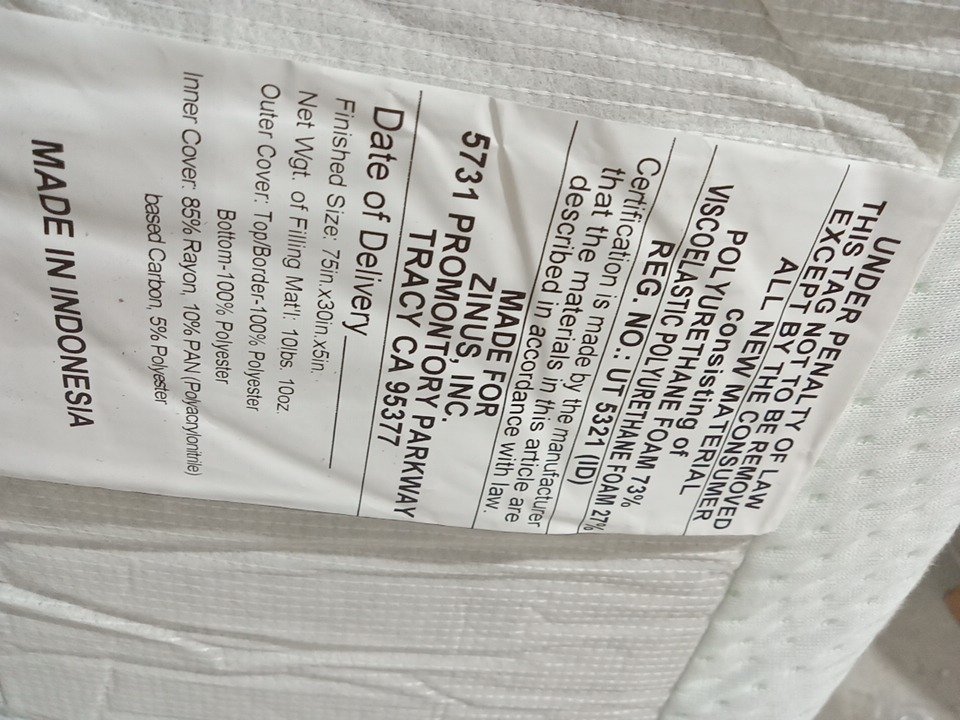 UNDER PENALTY OF LAW
THIS TAG NOT TO BE REMOVED
EXCEPT BY THE CONSUMER
ALL NEW MATERIAL
Consisting of
POLYURETHANE FOAM 73%
VISCOELASTIC POLYURETHANE FOAM 27%
REG. NO.: UT 5321 (ID)
Certification is made by the manufacturer
that the materials in this article are
described in accordance with law.
MADE FOR
ZINUS, INC.
5731 PROMONTORY PARKWAY
TRACY CA 95377
Date of Delivery
Finished Size: 75in.x30in.x5in.
Net Wgt. of Filling Mat'l: 10lbs. 10oz.
Outer Cover: Top/Border-100% Polyester
Bottom-100% Polyester
Inner Cover: 85% Rayon, 10% PAN (Polyacrylonitrile)
based Carbon, 5% Polyester
MADE IN INDONESIA